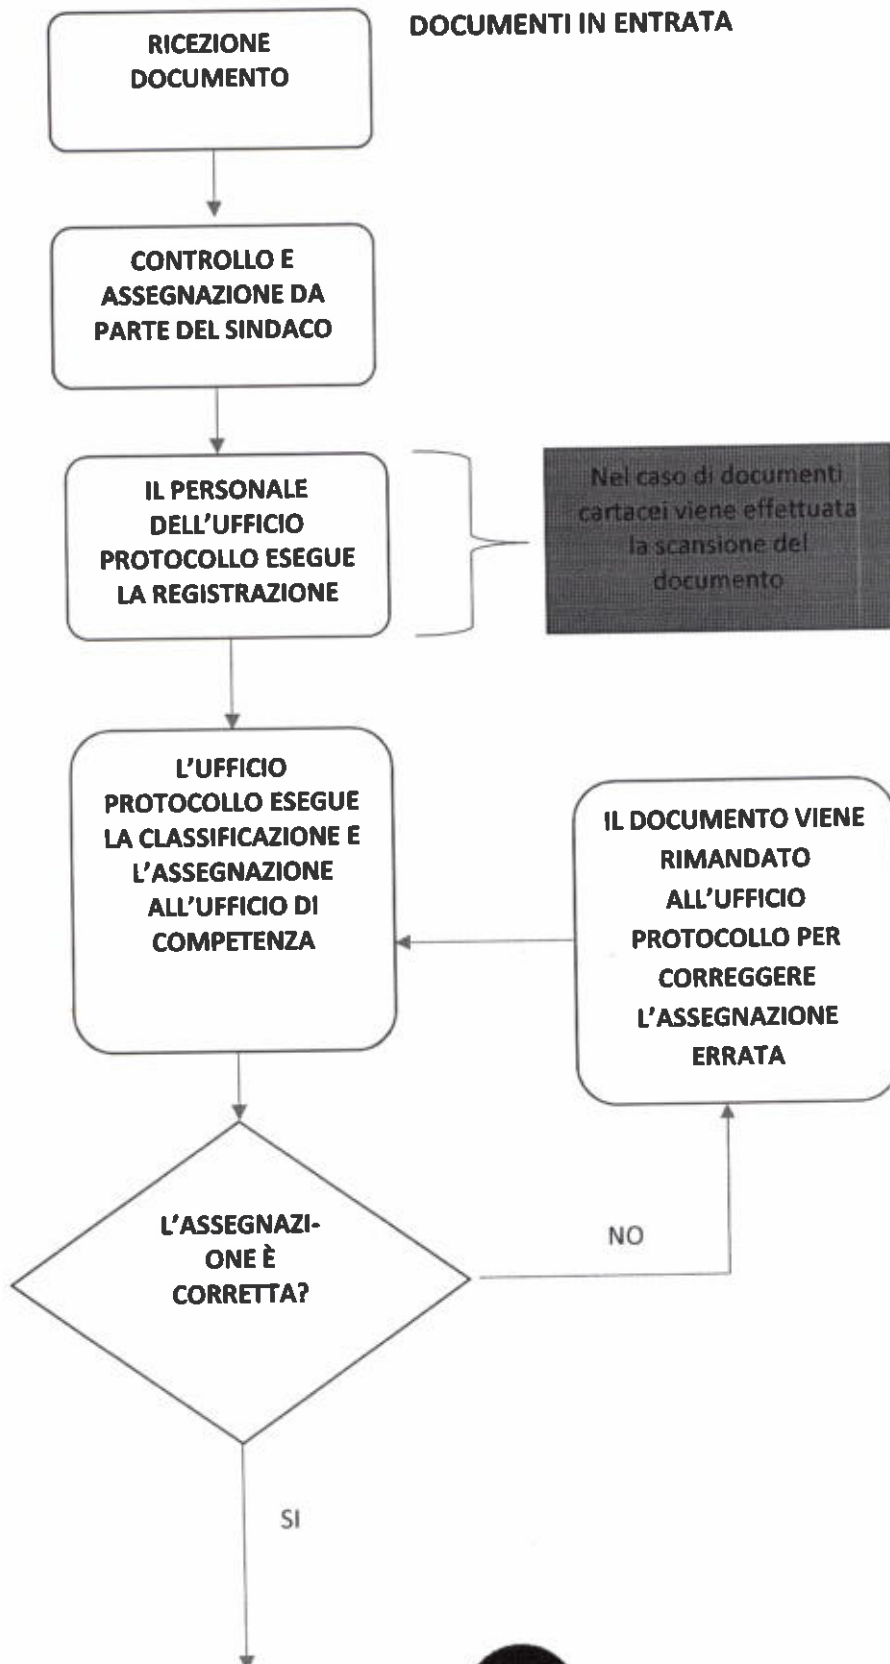 DOCUMENTI IN ENTRATA
RICEZIONE
DOCUMENTO
CONTROLLO E
ASSEGNAZIONE DA
PARTE DEL SINDACO
IL PERSONALE
DELL'UFFICIO
PROTOCOLLO ESEGUE
LA REGISTRAZIONE
Nel caso di documenti
cartacei viene effettuata
la scansione del
documento
L'UFFICIO
PROTOCOLLO ESEGUE
LA CLASSIFICAZIONE E
L'ASSEGNAZIONE
ALL'UFFICIO DI
COMPETENZA
IL DOCUMENTO VIENE
RIMANDATO
ALL'UFFICIO
PROTOCOLLO PER
CORREGGERE
L'ASSEGNAZIONE
ERRATA
L'ASSEGNAZI-
ONE È
CORRETTA?
NO
SI